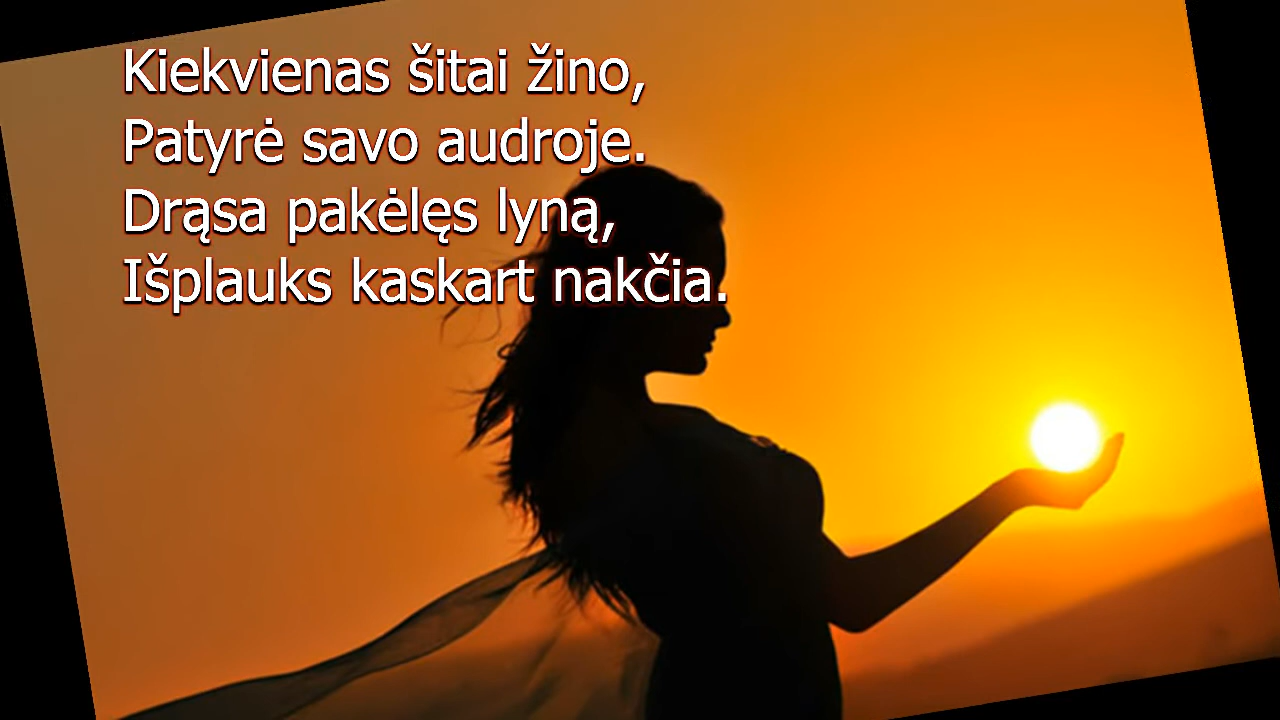 Kiekvienas šitai žino,
Patyrė savo audroje.
Drąsa pakėlęs lyną,
Išplauks kaskart nakčia.